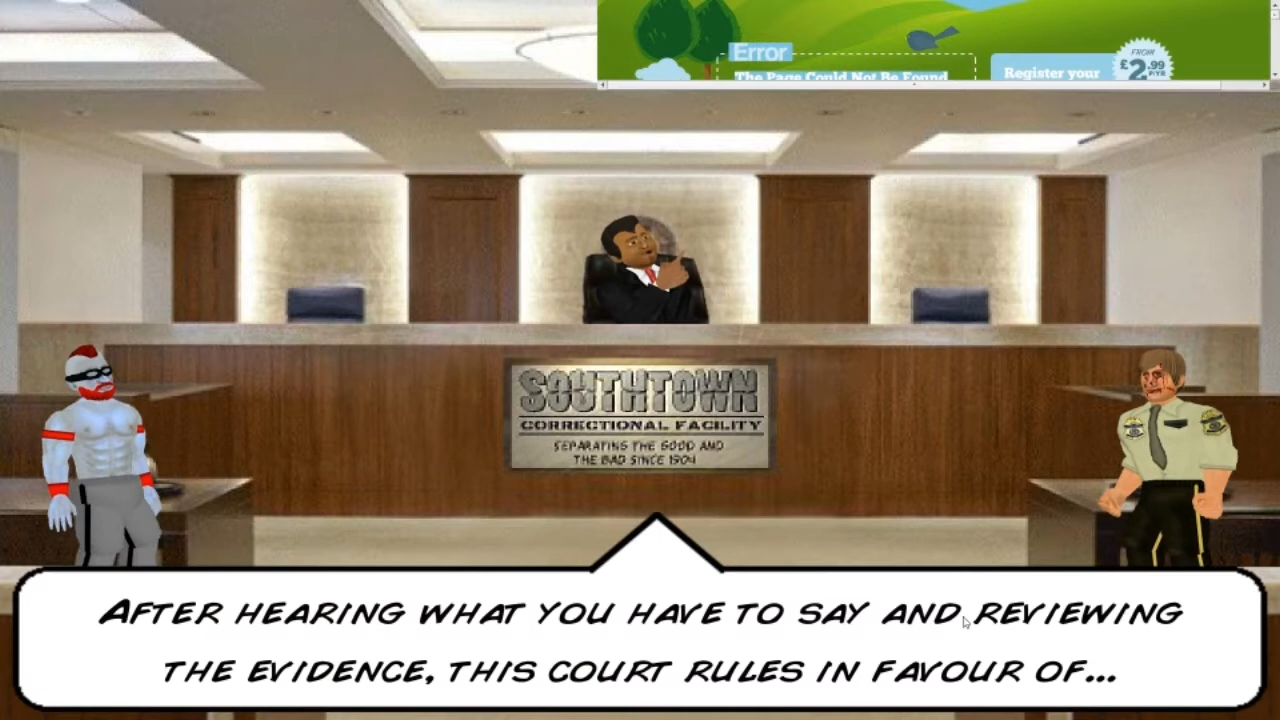 Error
The Page Could Not Be Found
Register your
FROM
£2.99
P/YR
SOUTHTOWN
CORRECTIONAL FACILITY
SEPARATING THE GOOD AND
THE BAD SINCE 1904
AFTER HEARING WHAT YOU HAVE TO SAY AND REVIEWING
THE EVIDENCE, THIS COURT RULES IN FAVOUR OF...